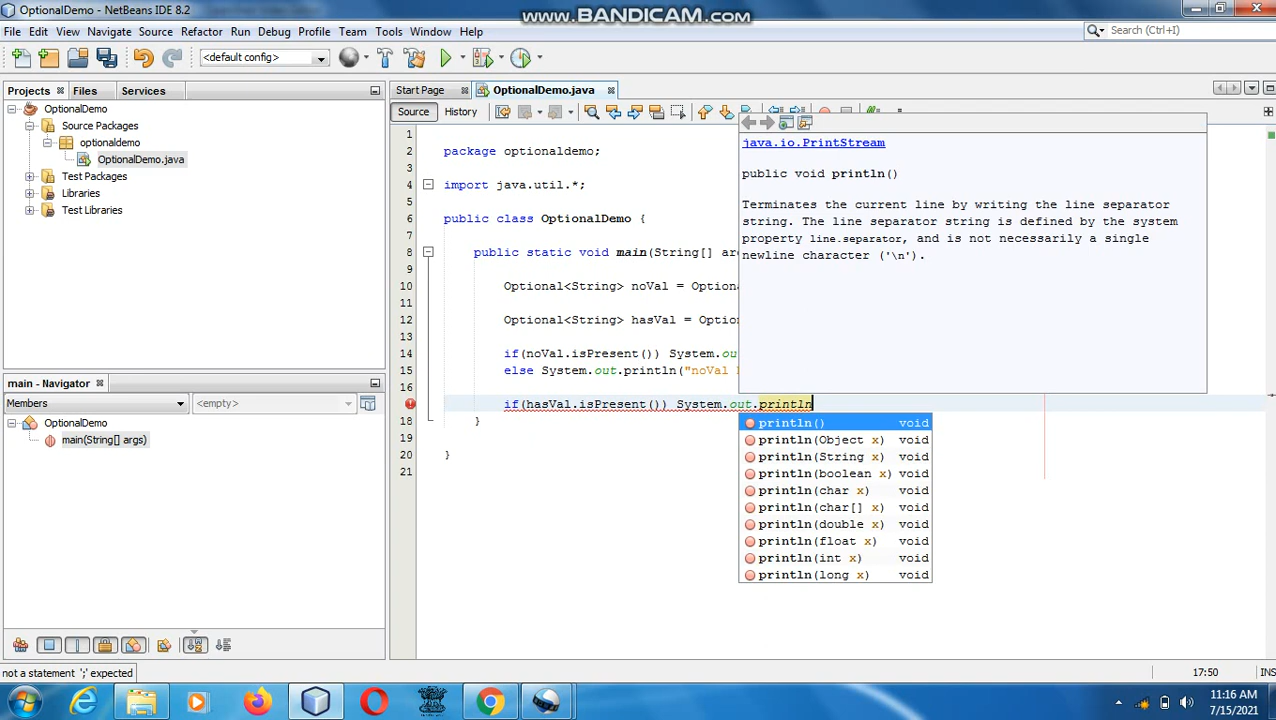 OptionalDemo - NetBeans IDE 8.2
www.BANDICAM.com
File Edit View Navigate Source Refactor Run Debug Profile Team Tools Window Help
Search (Ctrl+I)
<default config>
Projects Files Services
Start Page OptionalDemo.java
Source History
OptionalDemo
Source Packages
optionaldemo
OptionalDemo.java
Test Packages
Libraries
Test Libraries
main - Navigator
Members <empty>
OptionalDemo
main(String[] args)
1
2 package optionaldemo;
3
4 import java.util.*;
5
6 public class OptionalDemo {
7
8 public static void main(String[] ar
9
10 Optional<String> noVal = Option
11
12 Optional<String> hasVal = Optio
13
14 if(noVal.isPresent()) System.ou
15 else System.out.println("noVal
16
if(hasVal.isPresent()) System.out.println
18 }
19
20 }
21
java.io.PrintStream
public void println()
Terminates the current line by writing the line separator
string. The line separator string is defined by the system
property line.separator, and is not necessarily a single
newline character ('\n').
println() void
println(Object x) void
println(String x) void
println(boolean x) void
println(char x) void
println(char[] x) void
println(double x) void
println(float x) void
println(int x) void
println(long x) void
not a statement ';' expected
17:50 INS
11:16 AM
7/15/2021